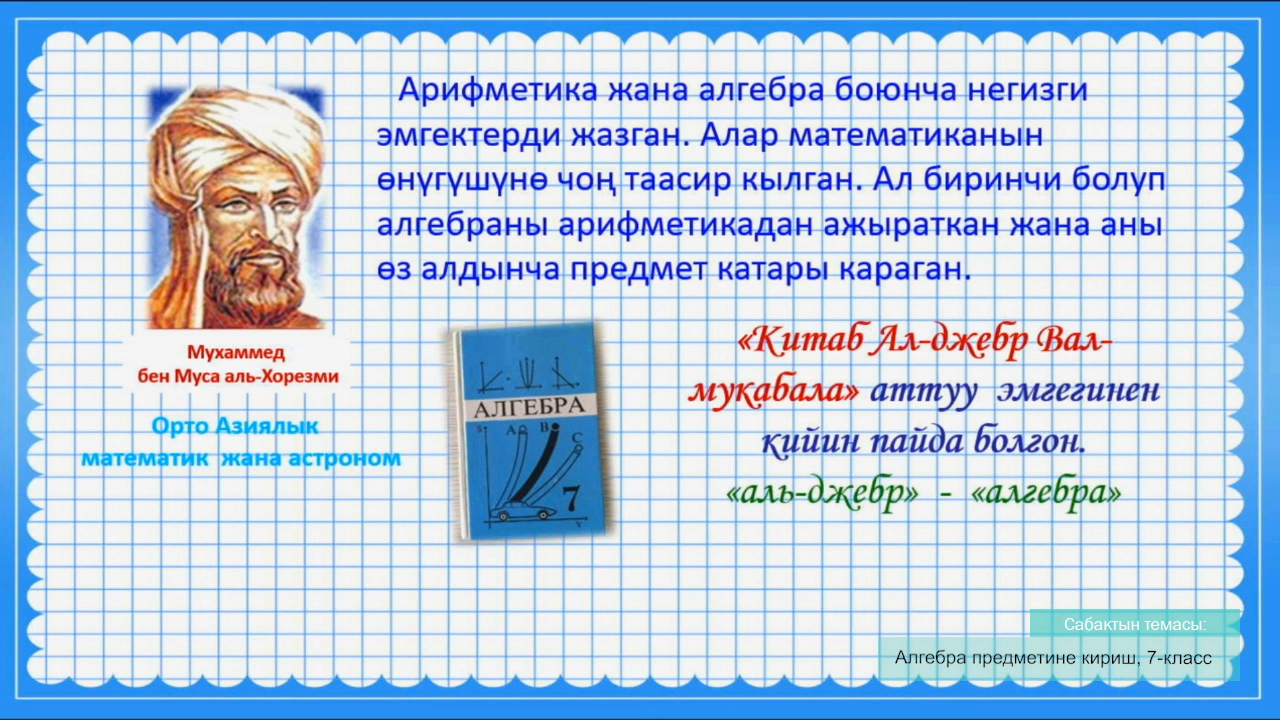 Арифметика жана алгебра боюнча негизги
эмгектерди жазган. Алар математиканын
өнүгүшүнө чоң таасир кылган. Ал биринчи болуп
алгебраны арифметикадан ажыраткан жана аны
өз алдынча предмет катары караган.
Мухаммед
бен Муса аль-Хорезми
Орто Азиялык
математик жана астроном
АЛГЕБРА
S
A
B
C
7
V
«Китаб Ал-джебр Вал-
мукабала» аттуу эмгегинен
кийин пайда болгон.
«аль-джебр» - «алгебра»
Сабактын темасы:
Алгебра предметине кириш, 7-класс